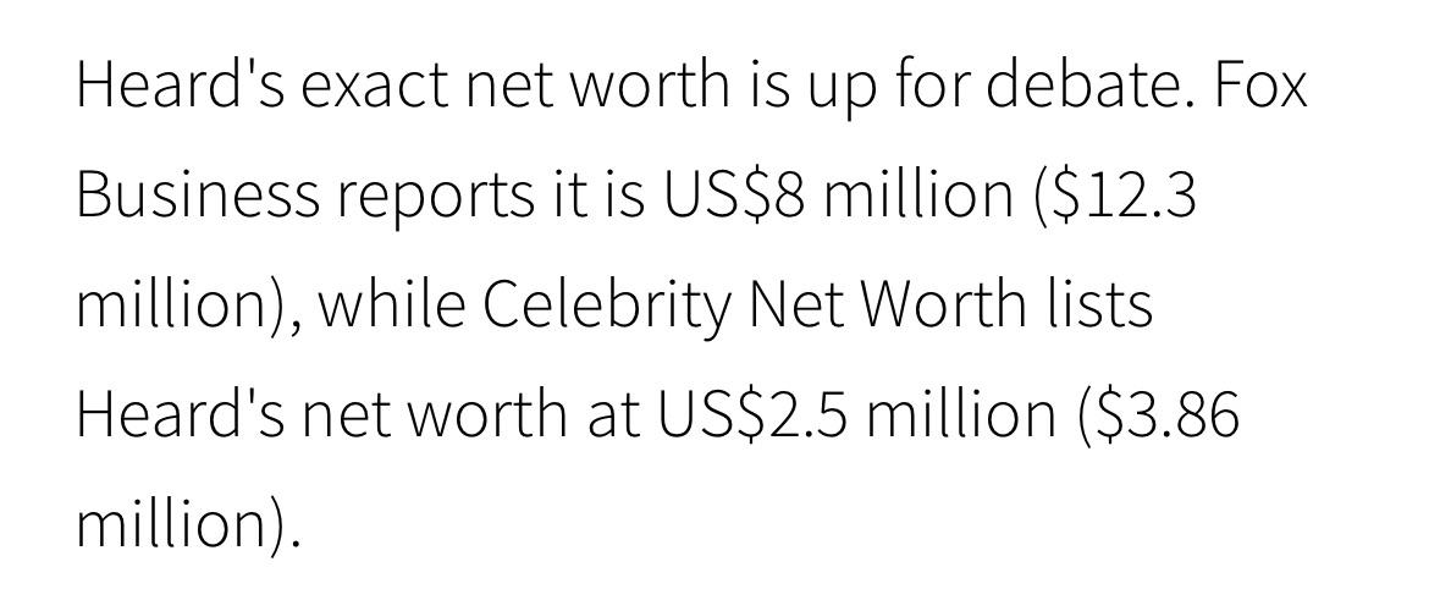 Heard's exact net worth is up for debate. Fox
Business reports it is US$8 million ($12.3
million), while Celebrity Net Worth lists
Heard's net worth at US$2.5 million ($3.86
million).